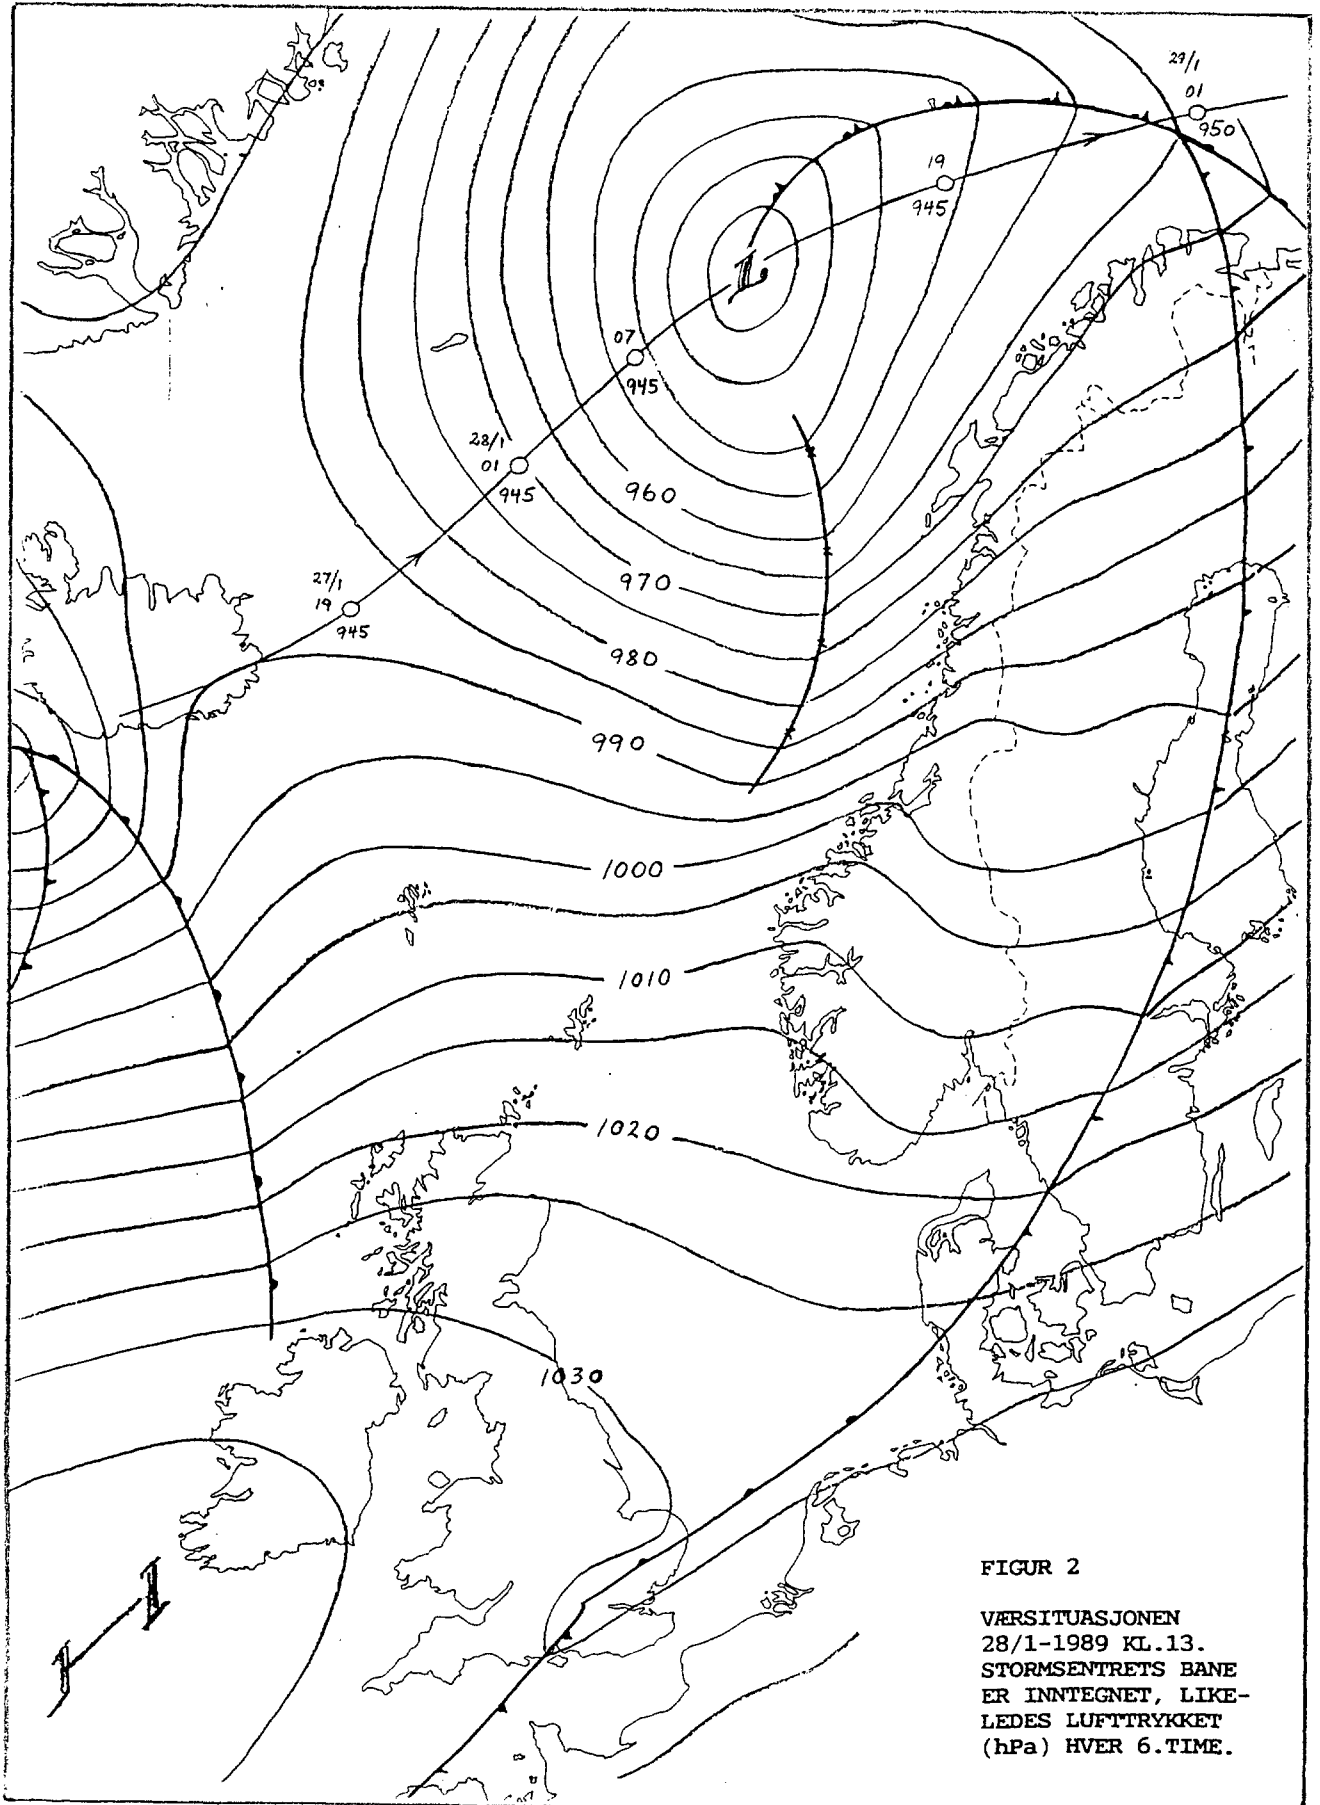 29/1
01
950
19
945
L
07
945
28/1
01
945
960
27/1
19
945
970
980
990
1000
1010
1020
1030
H
FIGUR 2
VÆRSITUASJONEN
28/1-1989 KL.13.
STORMSENTRETS BANE
ER INNTEGNET, LIKE-
LEDES LUFTTRYKKET
(hPa) HVER 6.TIME.